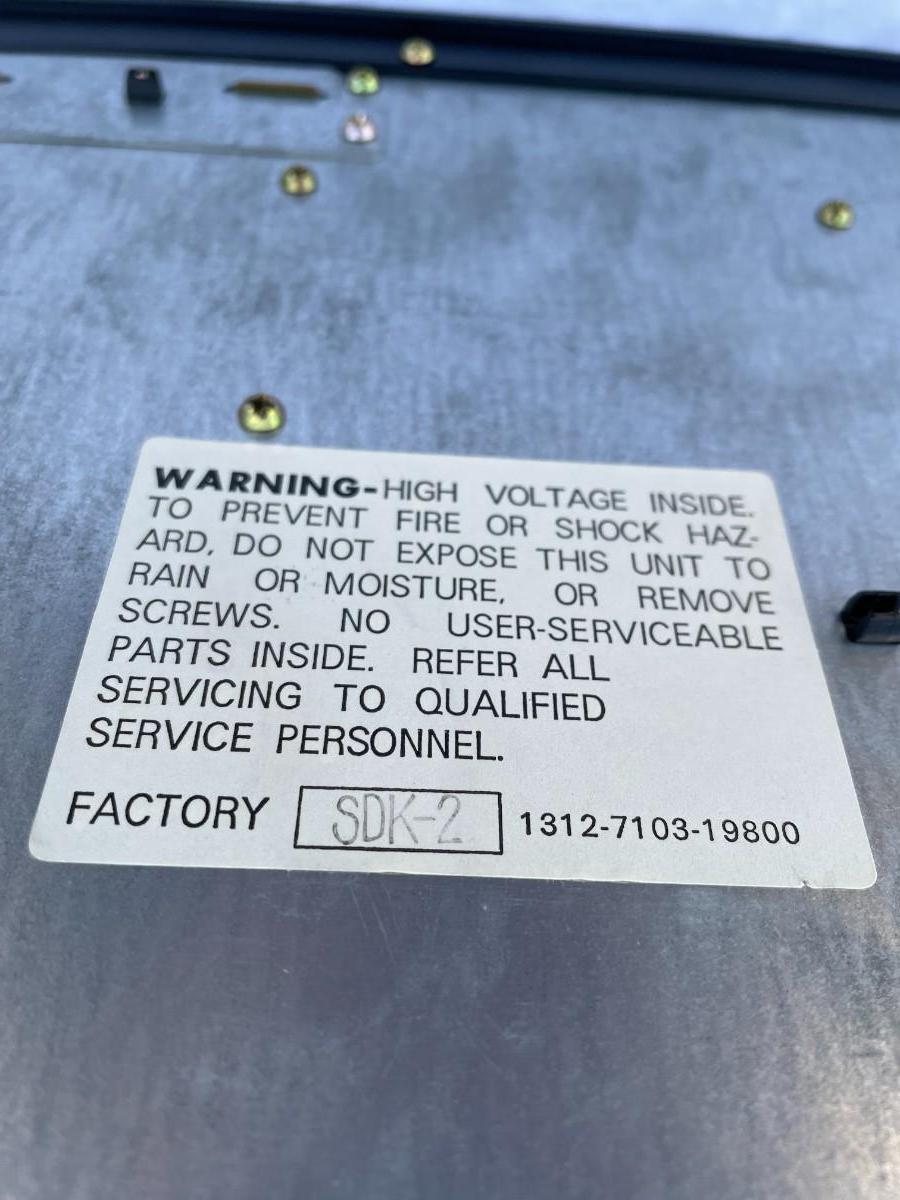 WARNING-HIGH VOLTAGE INSIDE.
TO PREVENT FIRE OR SHOCK HAZ-
ARD, DO NOT EXPOSE THIS UNIT TO
RAIN OR MOISTURE, OR REMOVE
SCREWS. NO USER-SERVICEABLE
PARTS INSIDE. REFER ALL
SERVICING TO QUALIFIED
SERVICE PERSONNEL.
FACTORY SDK-2 1312-7103-19800